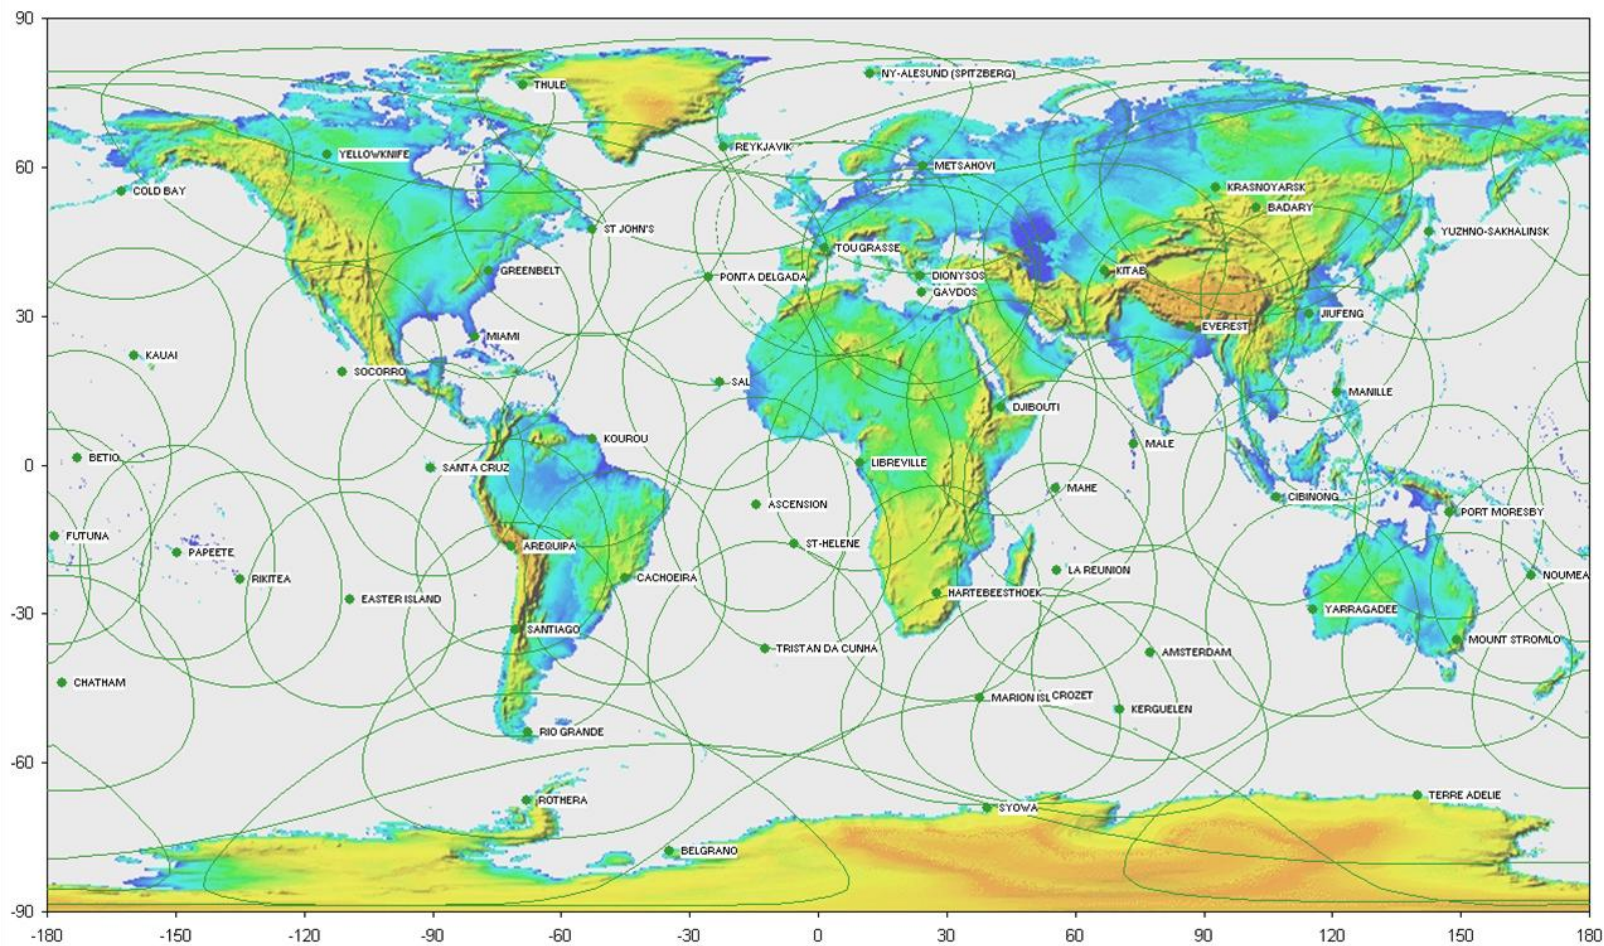 90
NY-ALESUND (SPITZBERG)
THULE
REYKJAVIK
YELLOWKNIFE
60
METSAHOVI
COLD BAY
KRASNOYARSK
BADARY
ST JOHN'S
YUZHNO-SAKHALINSK
TOUGRASSE
GREENBELT
PONTA DELGADA
DIONYSOS
KITAB
GAVDOS
30
JIUFENG
EVEREST
MIAMI
KAUAI
SOCORRO
SAL
MANILLE
DJIBOUTI
KOUROU
MALE
BETIO
0
SANTA CRUZ
LIBREVILLE
MAHE
CIBINONG
ASCENSION
PORT MORESBY
FUTUNA
ST-HELENE
PAPEETE
AREQUIPA
LA REUNION
RIKITEA
CACHOEIRA
NOUMEA
HARTEBEESTHOEK
EASTER ISLAND
-30
YARRAGADEE
SANTIAGO
MOUNT STROMLO
TRISTAN DA CUNHA
AMSTERDAM
CHATHAM
MARION ISL CROZET
KERGUELEN
RIO GRANDE
-60
ROTHERA
TERRE ADELIE
SYOWA
BELGRANO
-90
-180 -150 -120 -90 -60 -30 0 30 60 90 120 150 180